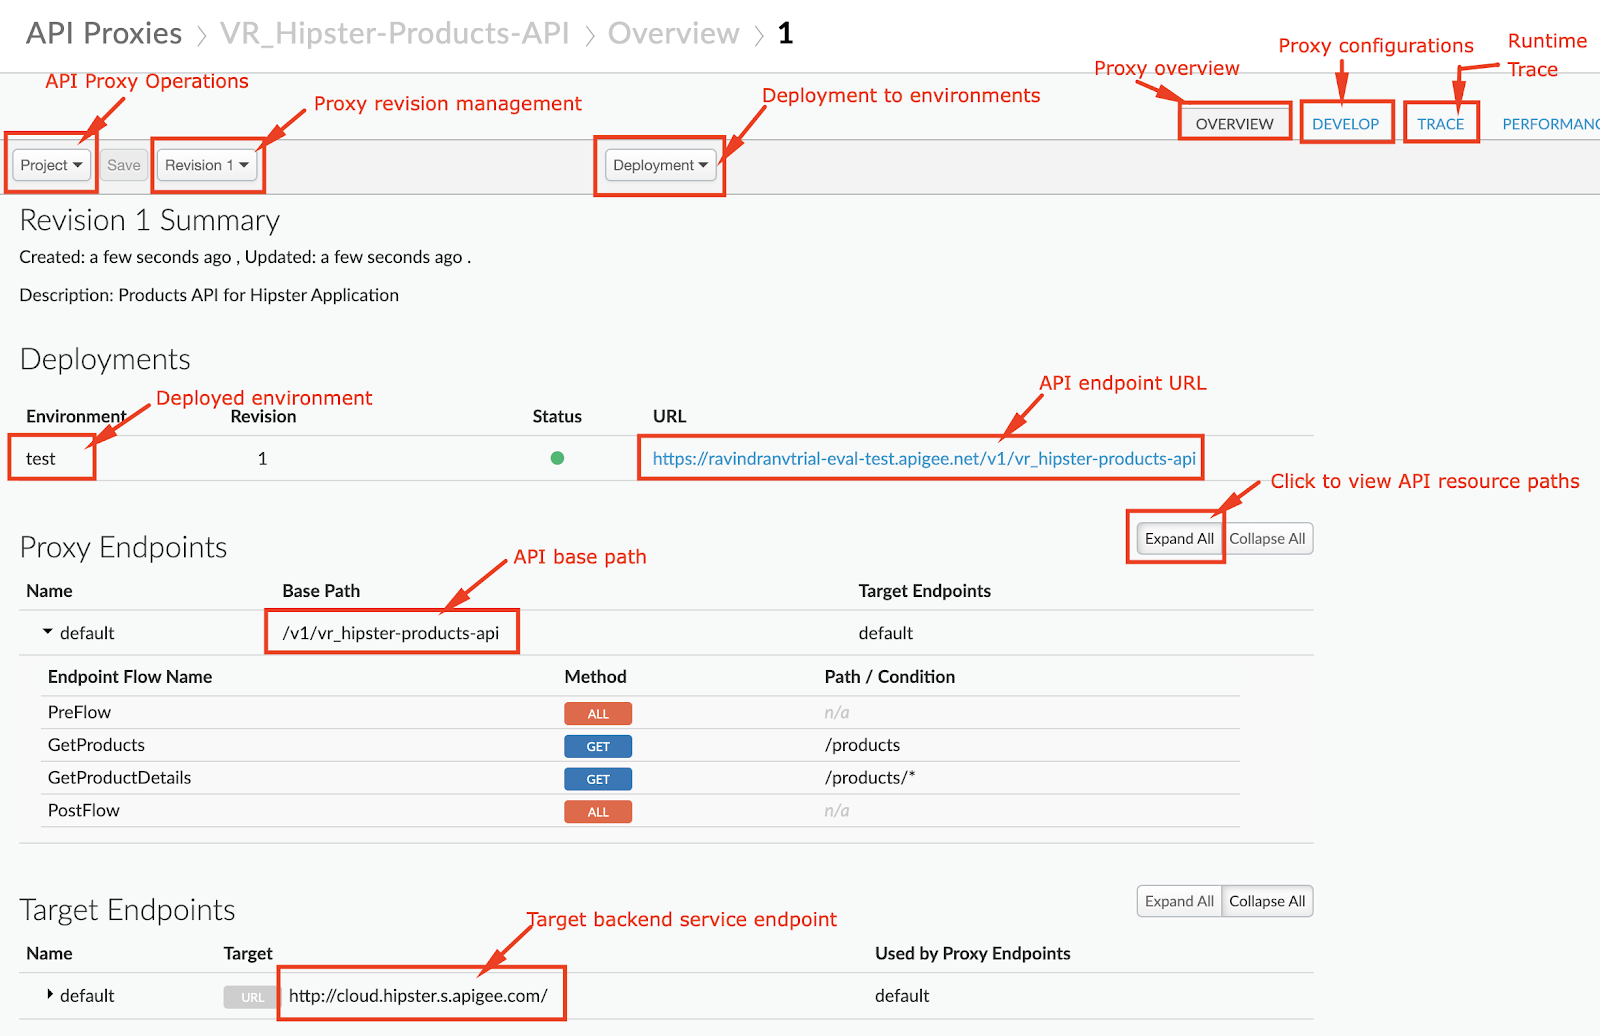 API Proxies > VR_Hipster-Products-API > Overview > 1
API Proxy Operations
Proxy revision management
Deployment to environments
Proxy overview
Proxy configurations
Runtime
Trace
OVERVIEW DEVELOP TRACE PERFORMANC
Project Save Revision 1 Deployment
Revision 1 Summary
Created: a few seconds ago , Updated: a few seconds ago .
Description: Products API for Hipster Application
Deployments
Deployed environment
API endpoint URL
Environment Revision Status URL
test 1 https://ravindranvtrial-eval-test.apigee.net/v1/vr_hipster-products-api
Click to view API resource paths
Proxy Endpoints
Expand All Collapse All
API base path
Name Base Path Target Endpoints
default /v1/vr_hipster-products-api default
Endpoint Flow Name Method Path / Condition
PreFlow ALL n/a
GetProducts GET /products
GetProductDetails GET /products/*
PostFlow ALL n/a
Target Endpoints
Expand All Collapse All
Target backend service endpoint
Name Target Used by Proxy Endpoints
default URL http://cloud.hipster.s.apigee.com/ default